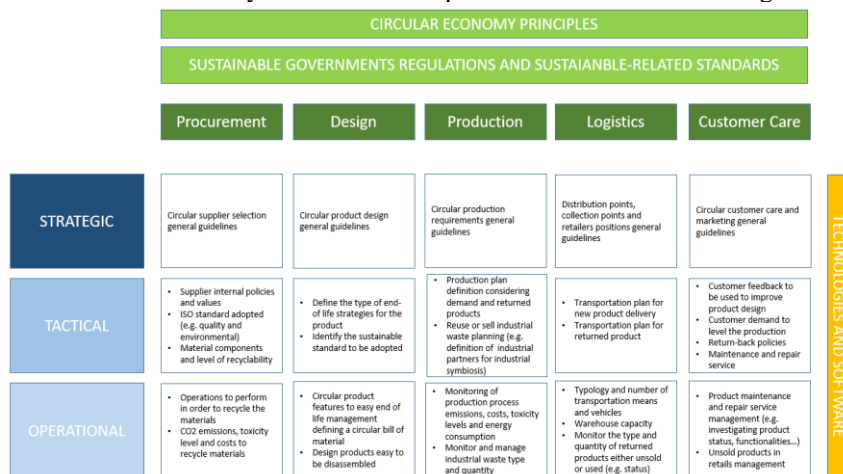 CIRCULAR ECONOMY PRINCIPLES
SUSTAINABLE GOVERNMENTS REGULATIONS AND SUSTAIANBLE-RELATED STANDARDS
Procurement
Design
Production
Logistics
Customer Care
STRATEGIC
Circular supplier selection
general guidelines
Circular product design
general guidelines
Circular production
requirements general
guidelines
Distribution points,
collection points and
retailers positions general
guidelines
Circular customer care and
marketing general
guidelines
TACTICAL
• Supplier internal policies
and values
• ISO standard adopted
(e.g. quality and
environmental)
• Material components
and level of recyclability
• Define the type of end-
of life strategies for the
product
• Identify the sustainable
standard to be adopted
• Production plan
definition considering
demand and returned
products
• Reuse or sell industrial
waste planning (e.g.
definition of industrial
partners for industrial
symbiosis)
• Transportation plan for
new product delivery
• Transportation plan for
returned product
• Customer feedback to
be used to improve
product design
• Customer demand to
level the production
• Return-back policies
• Maintenance and repair
service
OPERATIONAL
• Operations to perform
in order to recycle the
materials
• CO2 emissions, toxicity
level and costs to
recycle materials
• Circular product
features to easy end of
life management
defining a circular bill of
material
• Design products easy to
be disassembled
• Monitoring of
production process
emissions, costs, toxicity
levels and energy
consumption
• Monitor and manage
industrial waste type
and quantity
• Typology and number of
transportation means
and vehicles
• Warehouse capacity
• Monitor the type and
quantity of returned
products either unsold
or used (e.g. status)
• Product maintenance
and repair service
management (e.g.
investigating product
status, functionalities...)
• Unsold products in
retails management
TECHNOLOGIES AND SOFTWARE